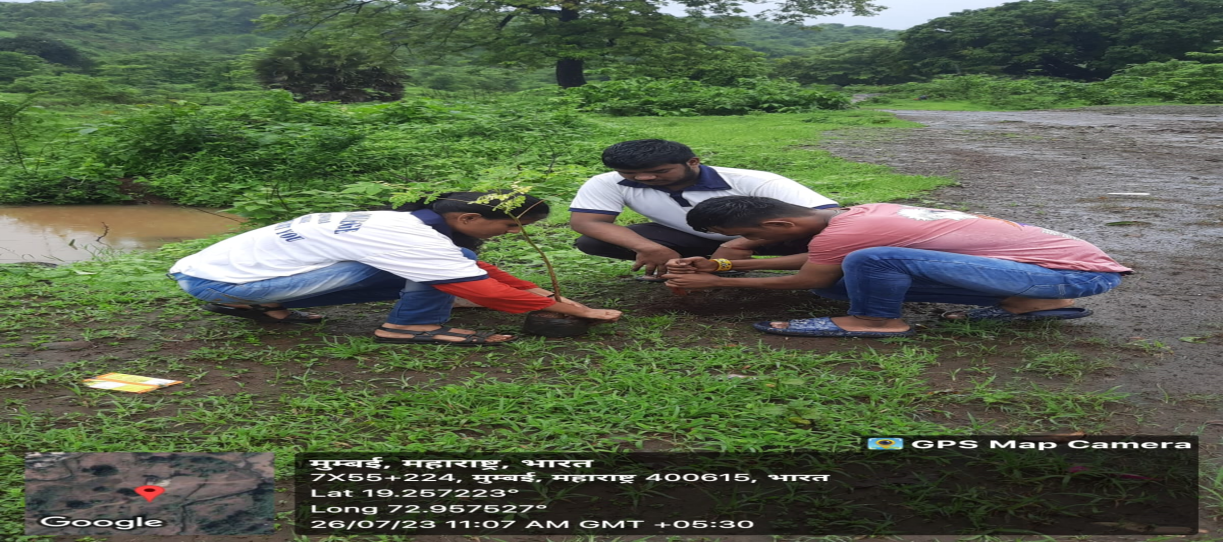 GPS Map Camera
मुम्बई, महाराष्ट्र, भारत
7X55+224, मुम्बई, महाराष्ट्र 400615, भारत
Lat 19.257223°
Long 72.957527°
26/07/23 11:07 AM GMT +05:30
Google